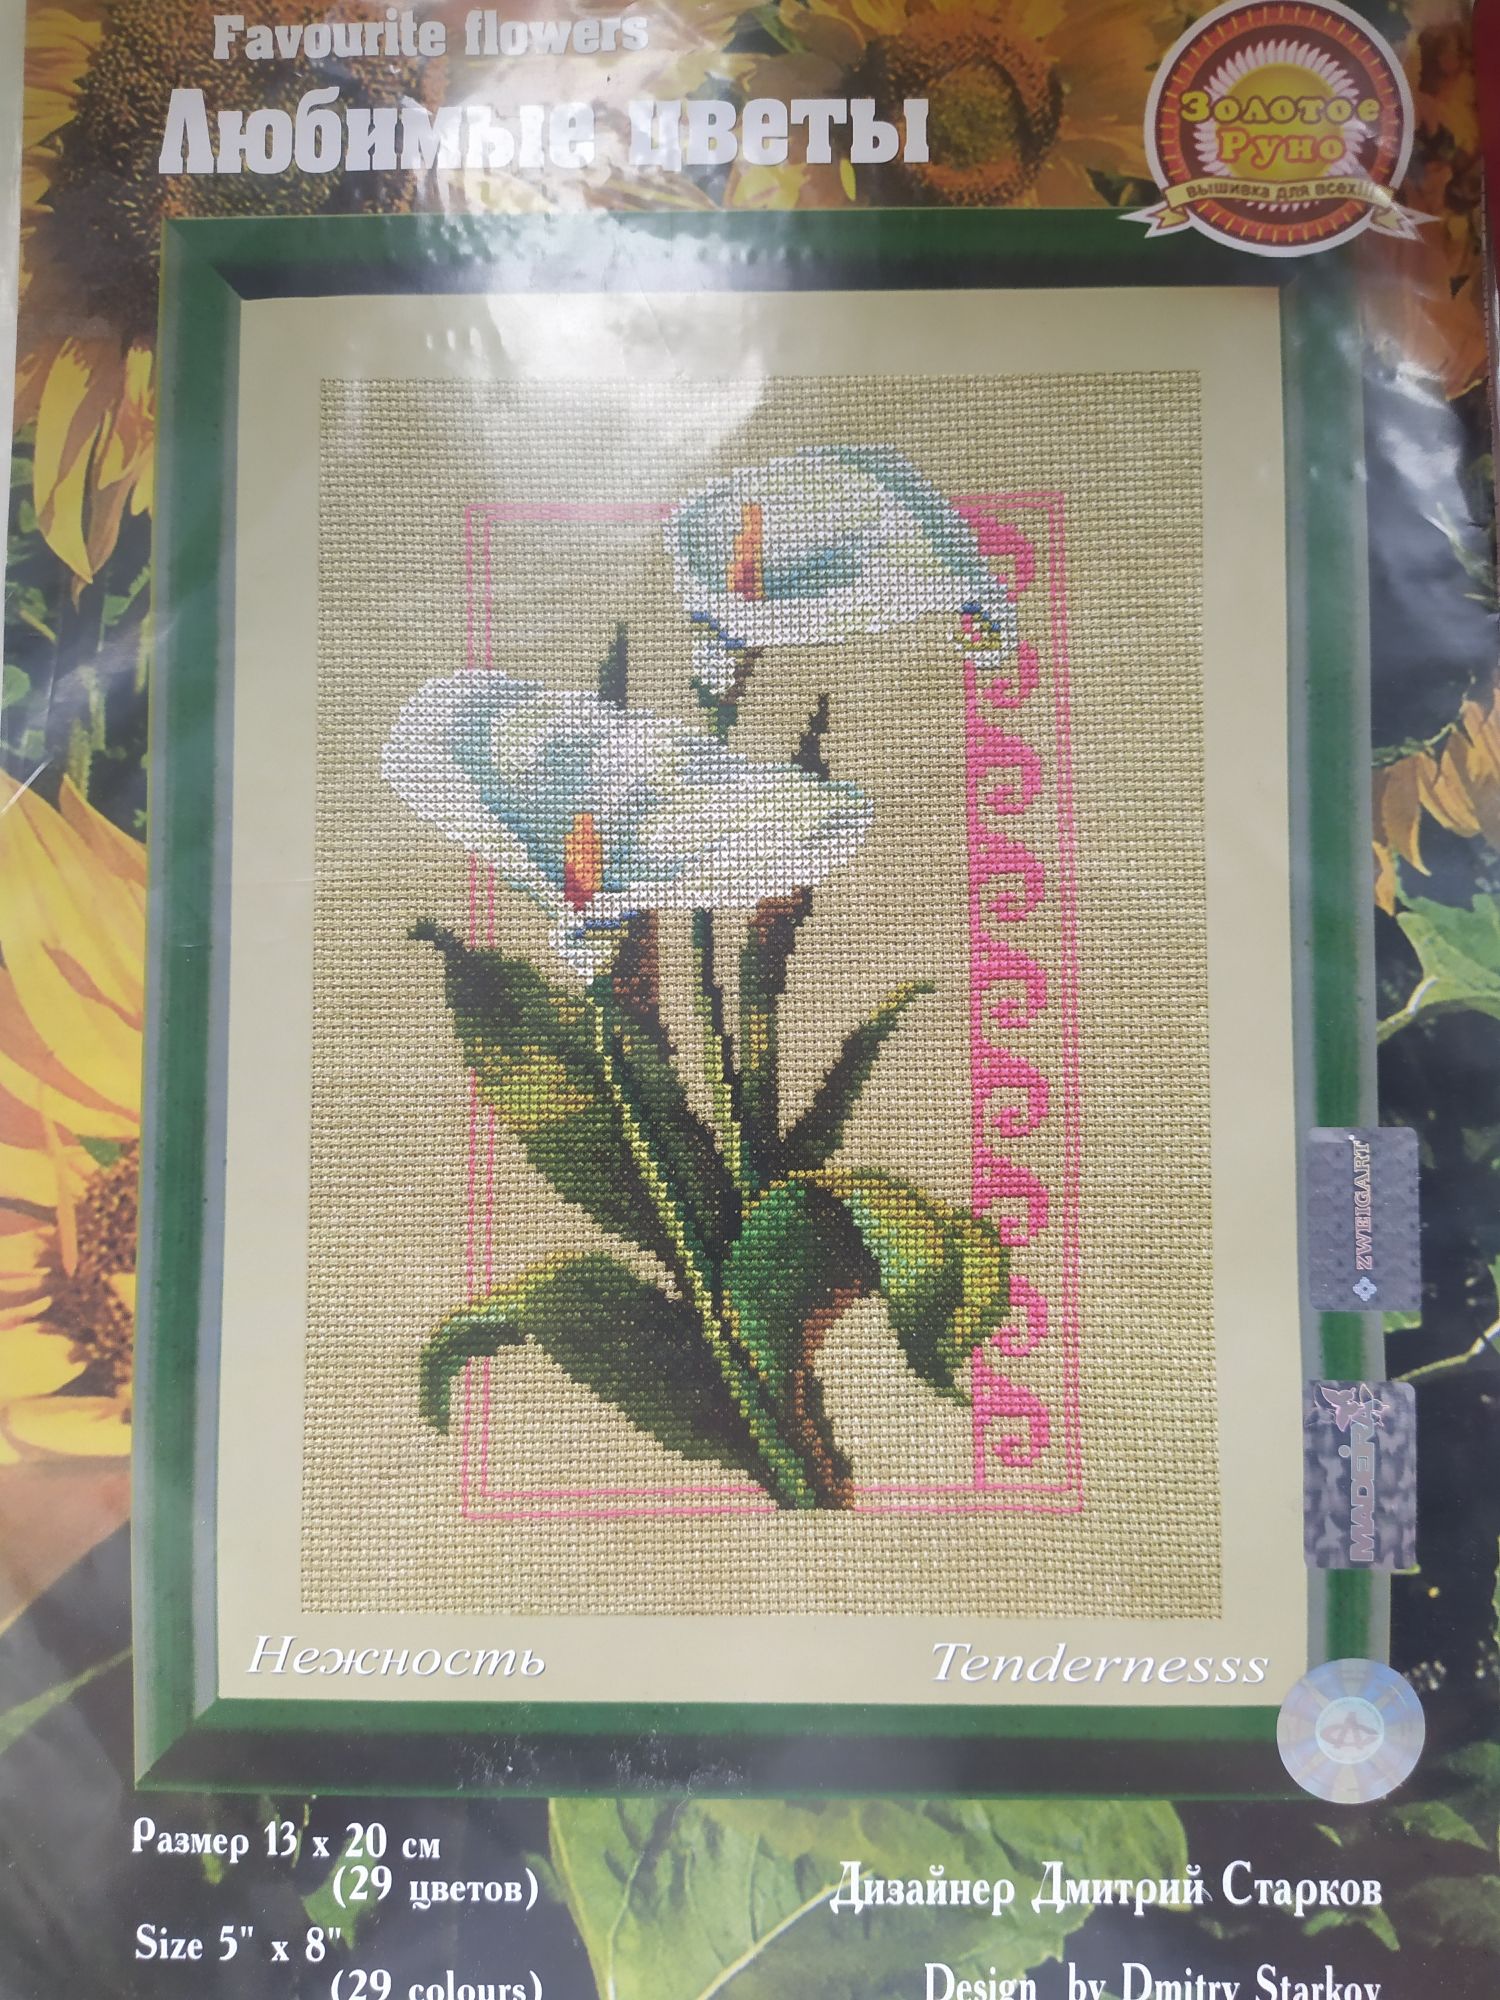 Favourite flowers
Любимые цветы
Золотое
Руно
вышивка для всех!!!
ZWEIGART®
MADEIRA
Нежность
Tendernesss
Размер 13 x 20 см
(29 цветов)
Size 5" x 8"
(29 colours)
Дизайнер Дмитрий Старков
Design by Dmitry Starkov